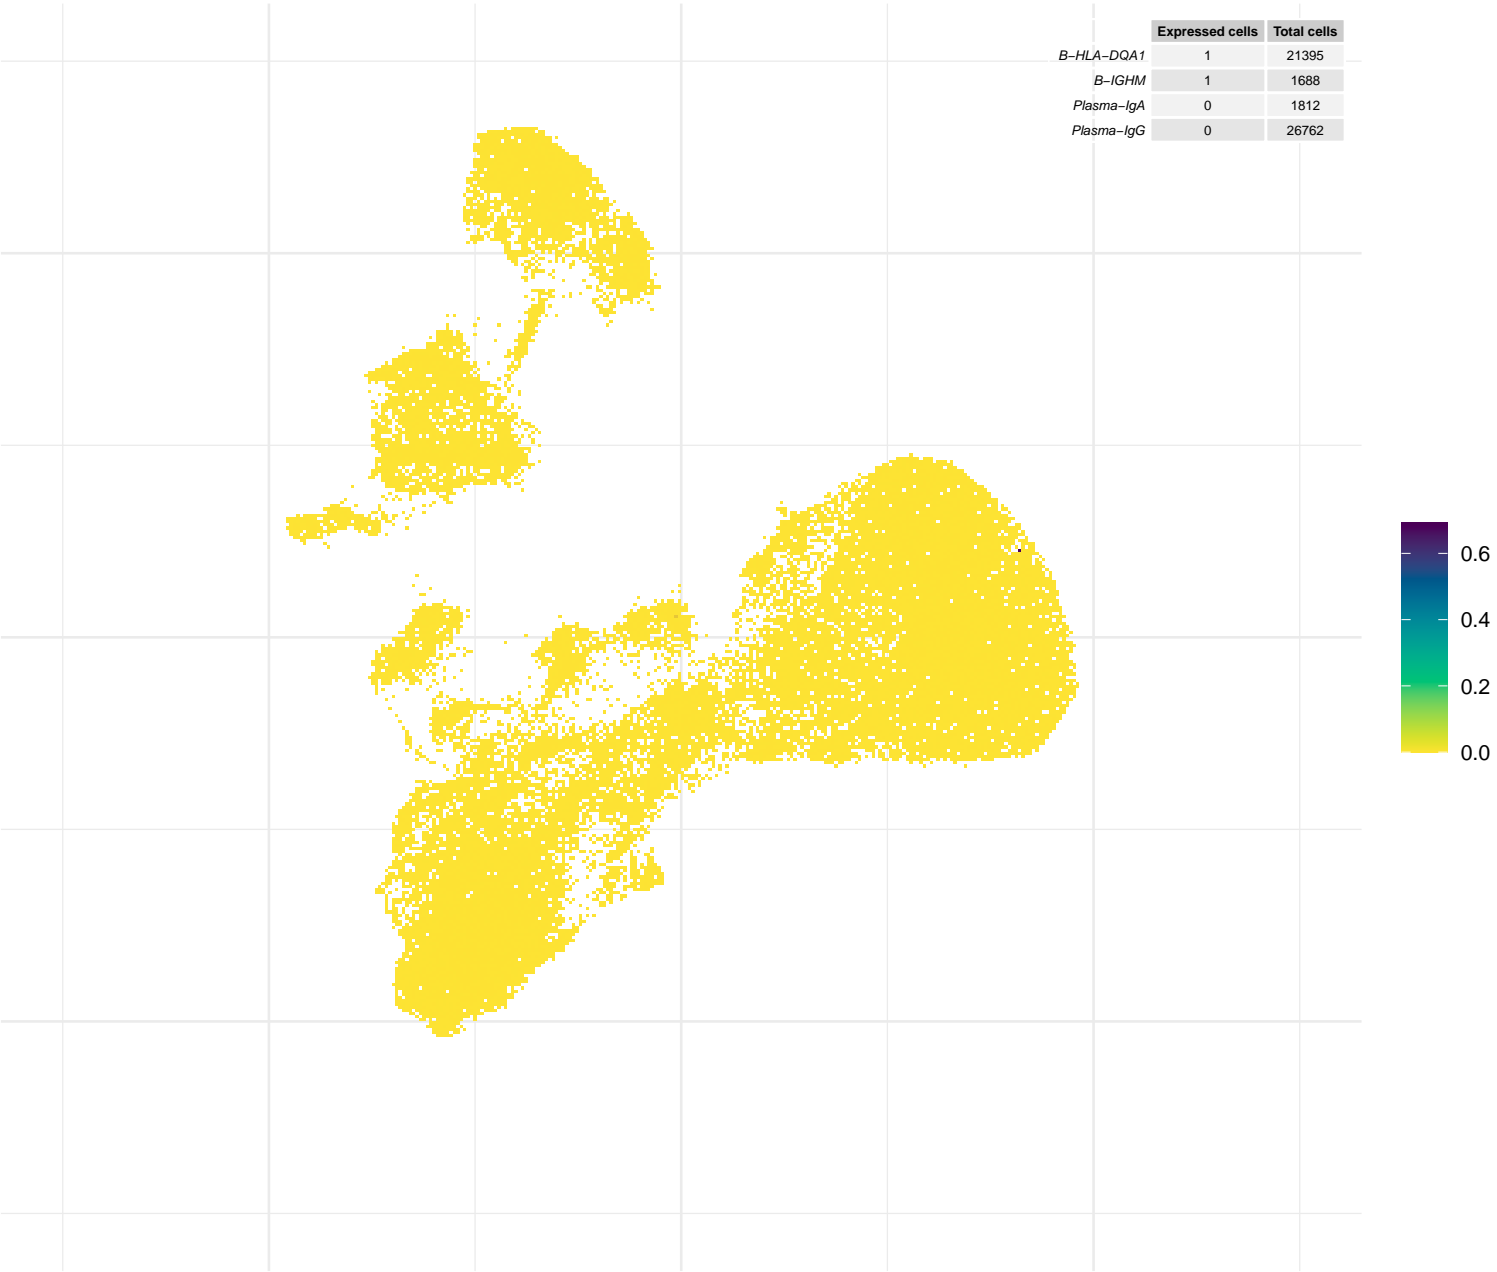 Expressed cells Total cells
B−HLA−DQA1 1 21395
B−IGHM 1 1688
Plasma−IgA 0 1812
Plasma−IgG 0 26762
0.6
0.4
0.2
0.0